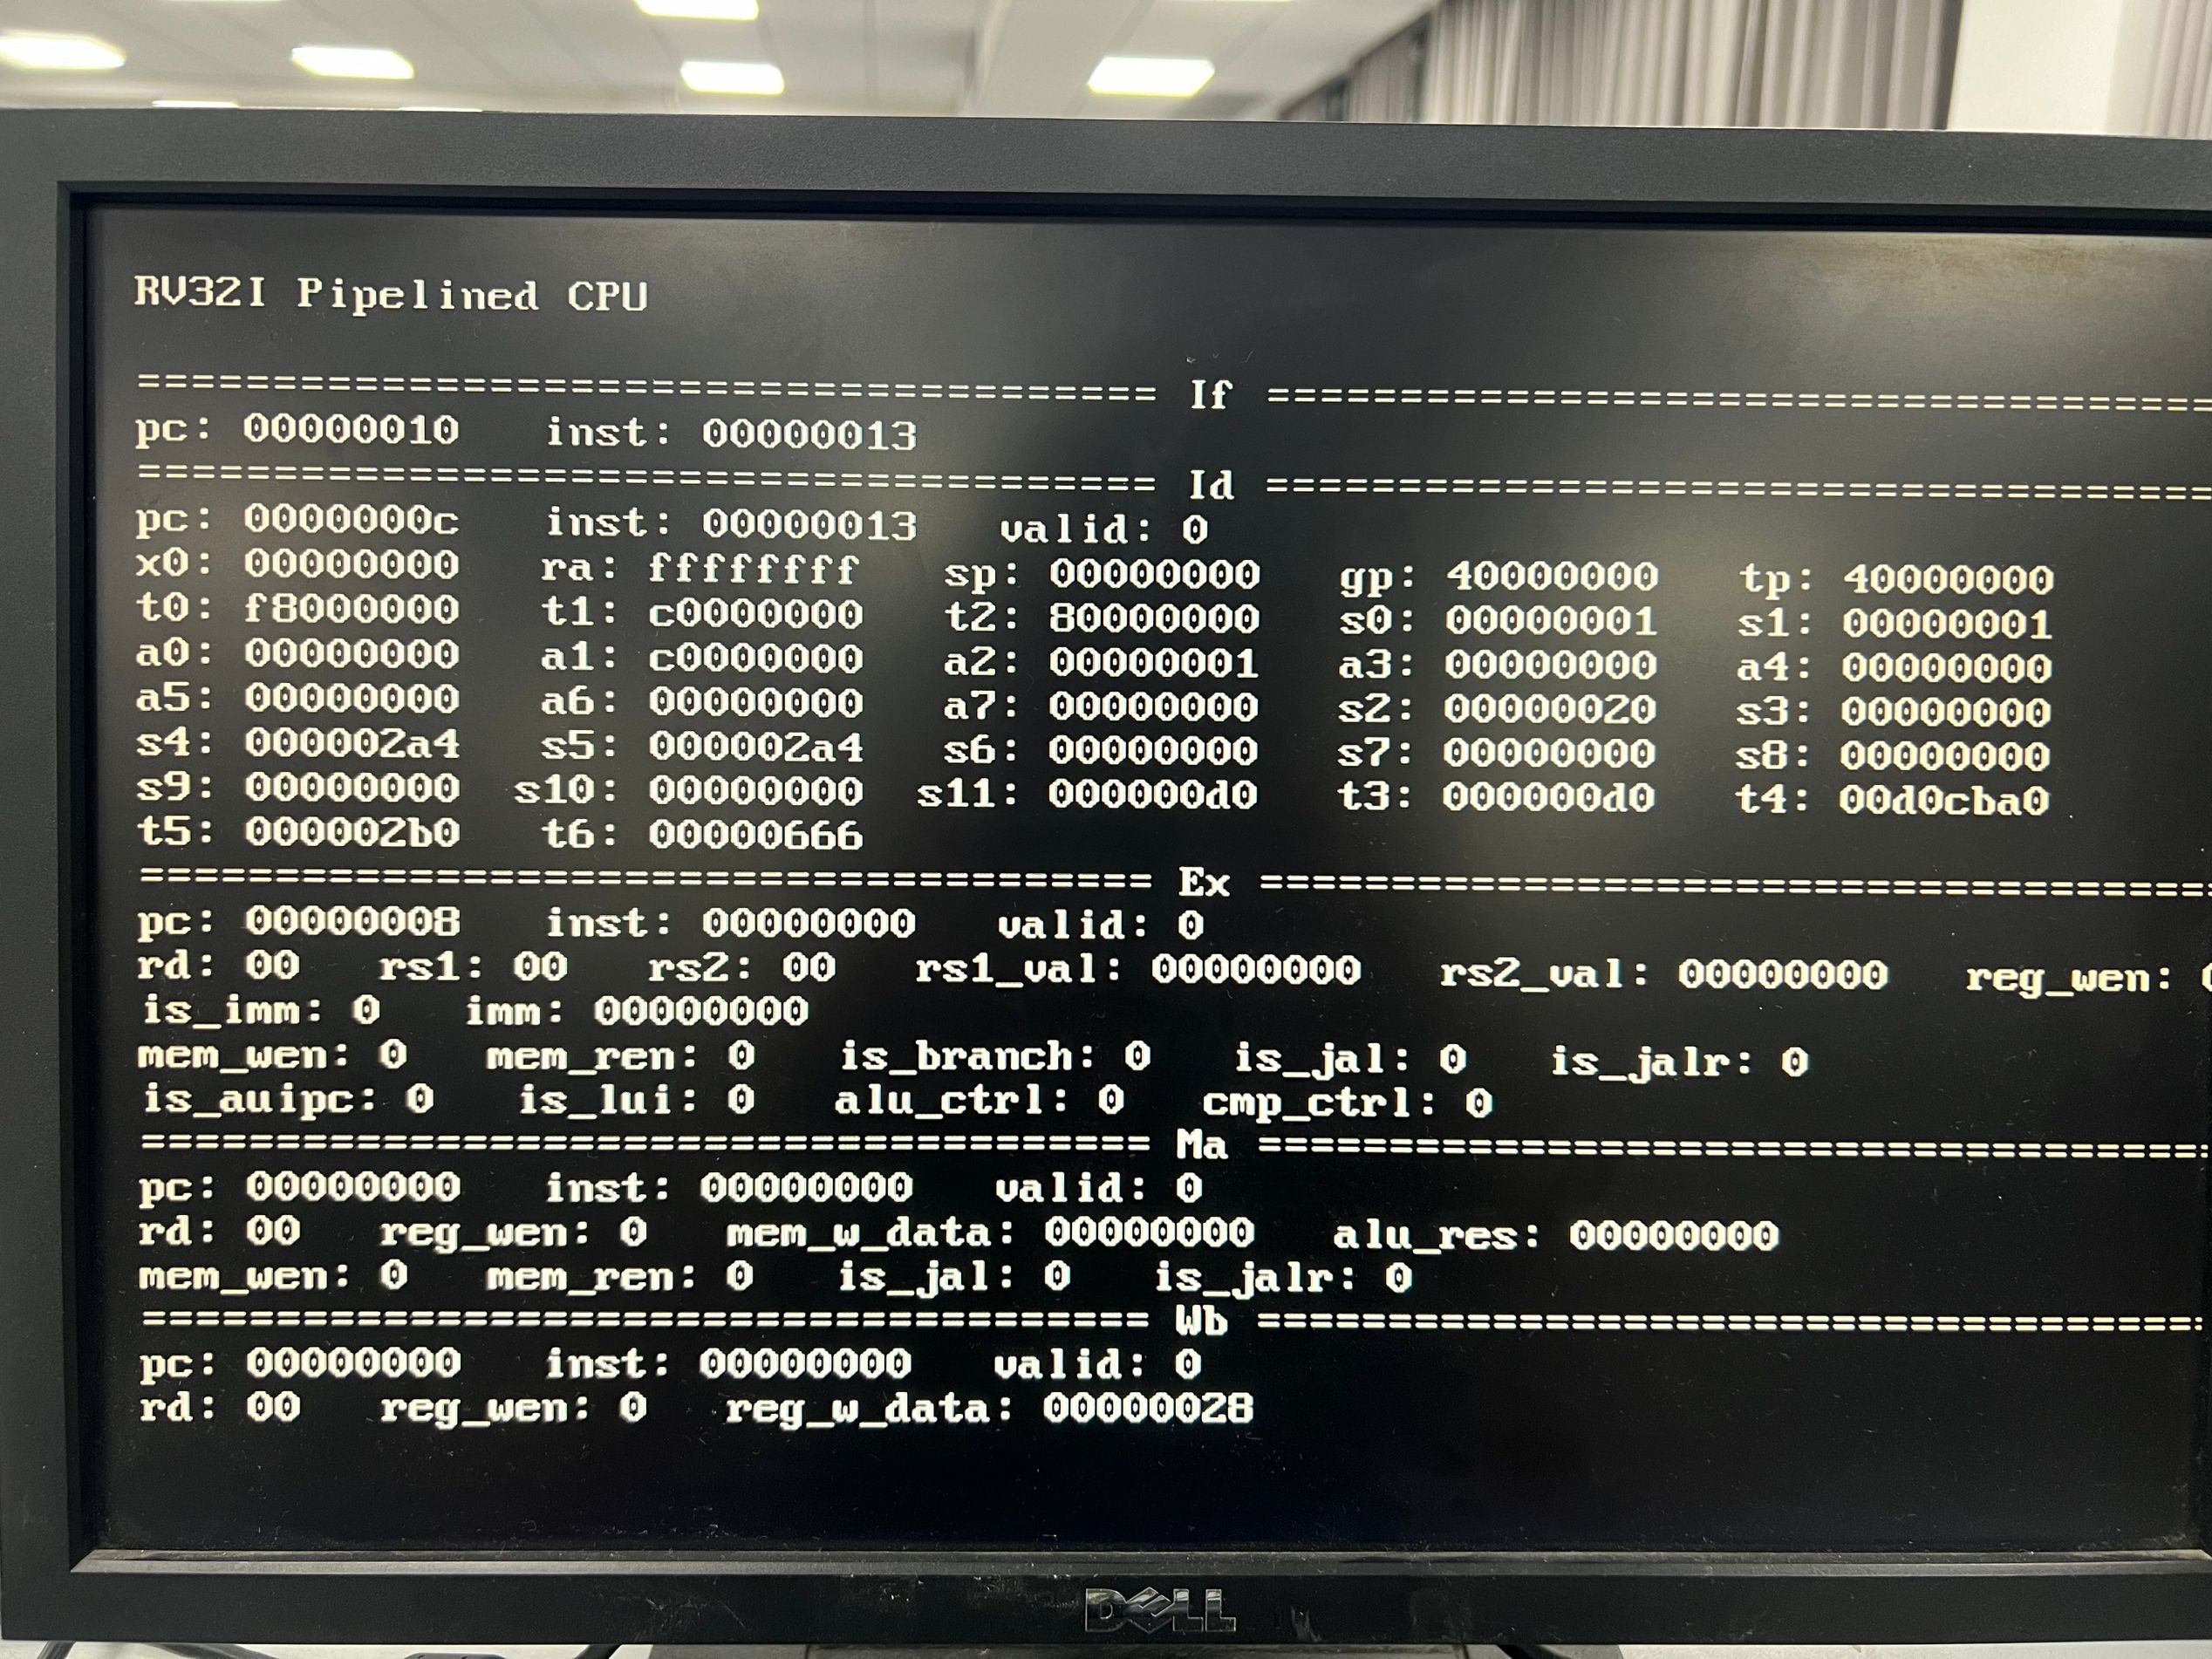 RV32I Pipelined CPU
===================================== If ===================================
pc: 00000010 inst: 00000013
===================================== Id ===================================
pc: 0000000c inst: 00000013 valid: 0
x0: 00000000 ra: ffffffff sp: 00000000 gp: 40000000 tp: 40000000
t0: f8000000 t1: c0000000 t2: 80000000 s0: 00000001 s1: 00000001
a0: 00000000 a1: c0000000 a2: 00000001 a3: 00000000 a4: 00000000
a5: 00000000 a6: 00000000 a7: 00000000 s2: 00000020 s3: 00000000
s4: 000002a4 s5: 000002a4 s6: 00000000 s7: 00000000 s8: 00000000
s9: 00000000 s10: 00000000 s11: 000000d0 t3: 000000d0 t4: 00d0cba0
t5: 000002b0 t6: 00000666
===================================== Ex ===================================
pc: 00000008 inst: 00000000 valid: 0
rd: 00 rs1: 00 rs2: 00 rs1_val: 00000000 rs2_val: 00000000 reg_wen:
is_imm: 0 imm: 00000000
mem_wen: 0 mem_ren: 0 is_branch: 0 is_jal: 0 is_jalr: 0
is_auipc: 0 is_lui: 0 alu_ctrl: 0 cmp_ctrl: 0
===================================== Ma ===================================
pc: 00000000 inst: 00000000 valid: 0
rd: 00 reg_wen: 0 mem_w_data: 00000000 alu_res: 00000000
mem_wen: 0 mem_ren: 0 is_jal: 0 is_jalr: 0
===================================== Wb ===================================
pc: 00000000 inst: 00000000 valid: 0
rd: 00 reg_wen: 0 reg_w_data: 00000028
DELL